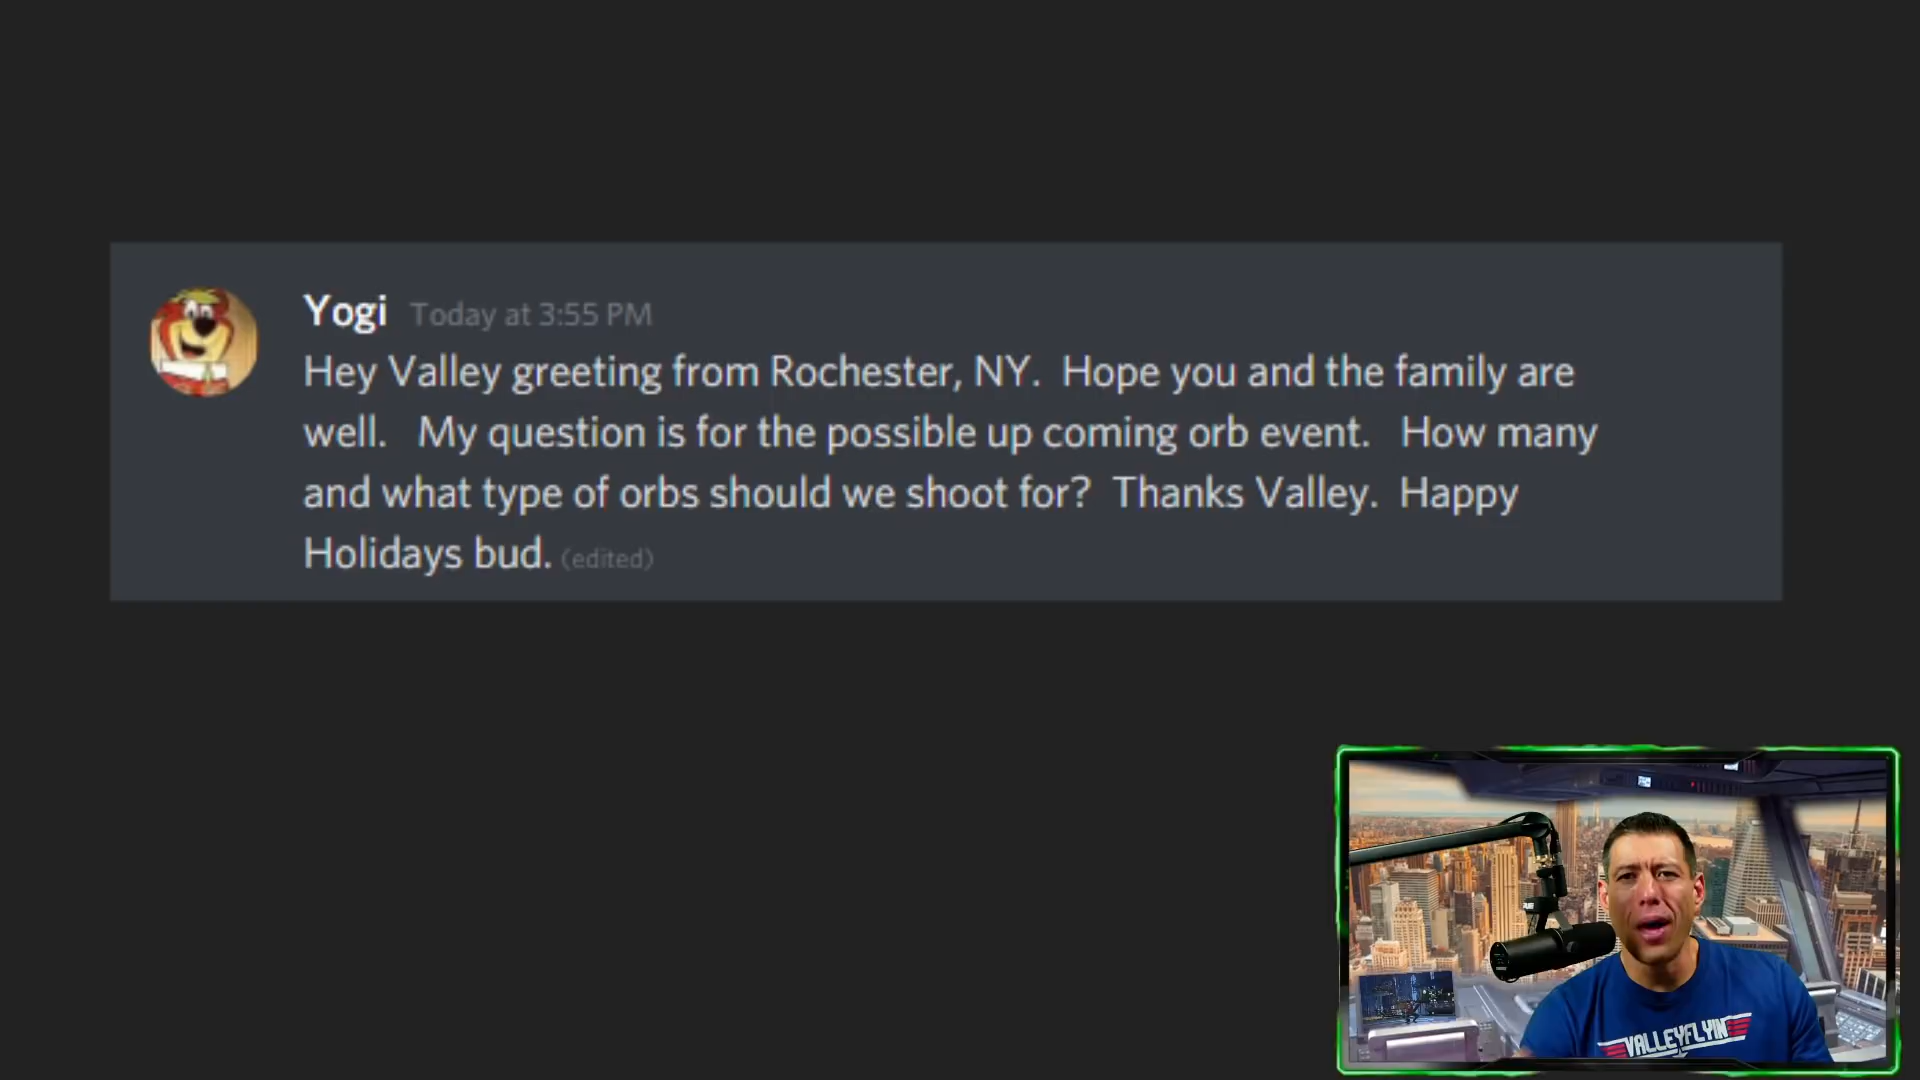 Yogi Today at 3:55 PM
Hey Valley greeting from Rochester, NY. Hope you and the family are
well. My question is for the possible up coming orb event. How many
and what type of orbs should we shoot for? Thanks Valley. Happy
Holidays bud. (edited)
VALLEYFLYIN